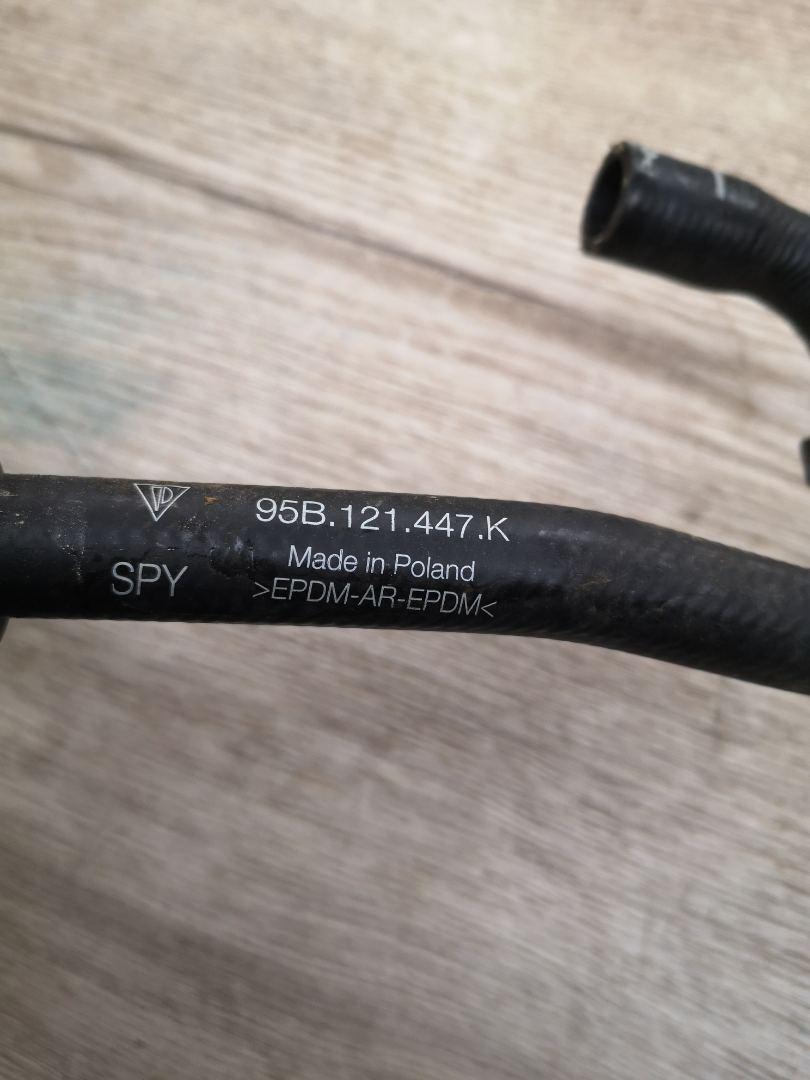 95B.121.447.K
SPY
Made in Poland
>EPDM-AR-EPDM<